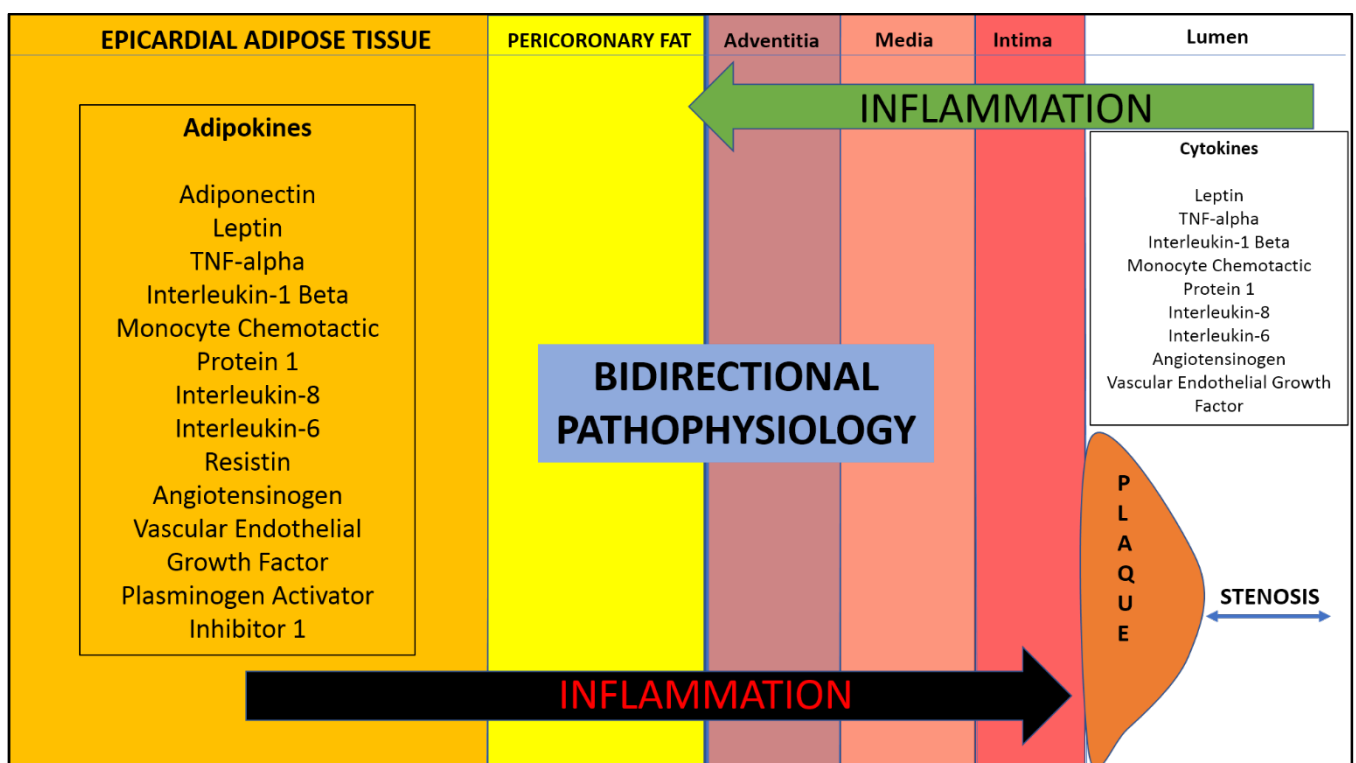 EPICARDIAL ADIPOSE TISSUE
PERICORONARY FAT
Adventitia
Media
Intima
Lumen
INFLAMMATION
Adipokines
Adiponectin
Leptin
TNF-alpha
Interleukin-1 Beta
Monocyte Chemotactic
Protein 1
Interleukin-8
Interleukin-6
Resistin
Angiotensinogen
Vascular Endothelial
Growth Factor
Plasminogen Activator
Inhibitor 1
BIDIRECTIONAL
PATHOPHYSIOLOGY
Cytokines
Leptin
TNF-alpha
Interleukin-1 Beta
Monocyte Chemotactic
Protein 1
Interleukin-8
Interleukin-6
Angiotensinogen
Vascular Endothelial Growth
Factor
PLAQUE
STENOSIS
INFLAMMATION